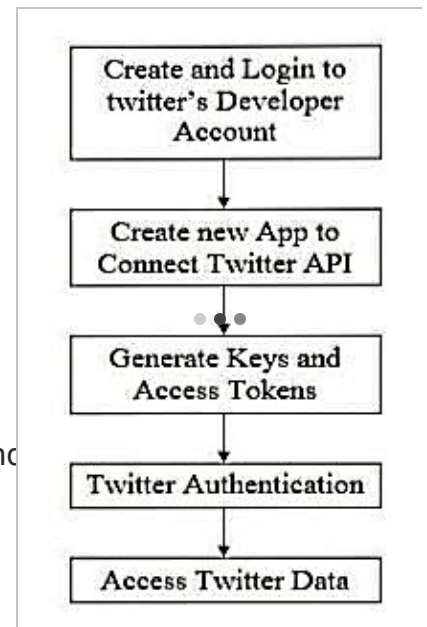 Create and Login to
twitter's Developer
Account
Create new App to
Connect Twitter API
Generate Keys and
Access Tokens
Twitter Authentication
Access Twitter Data